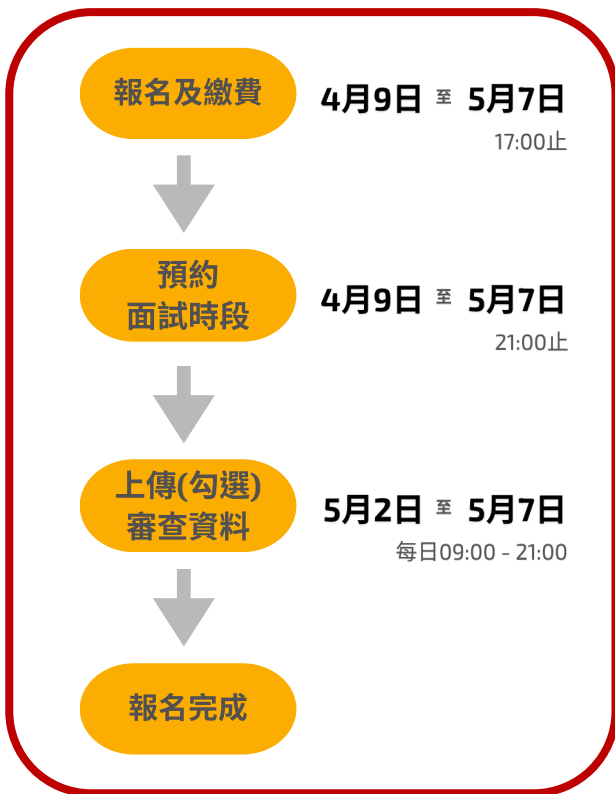 報名及繳費
4月9日 至 5月7日
17:00止
預約
面試時段
4月9日 至 5月7日
21:00止
上傳(勾選)
審查資料
5月2日 至 5月7日
每日09:00 - 21:00
報名完成